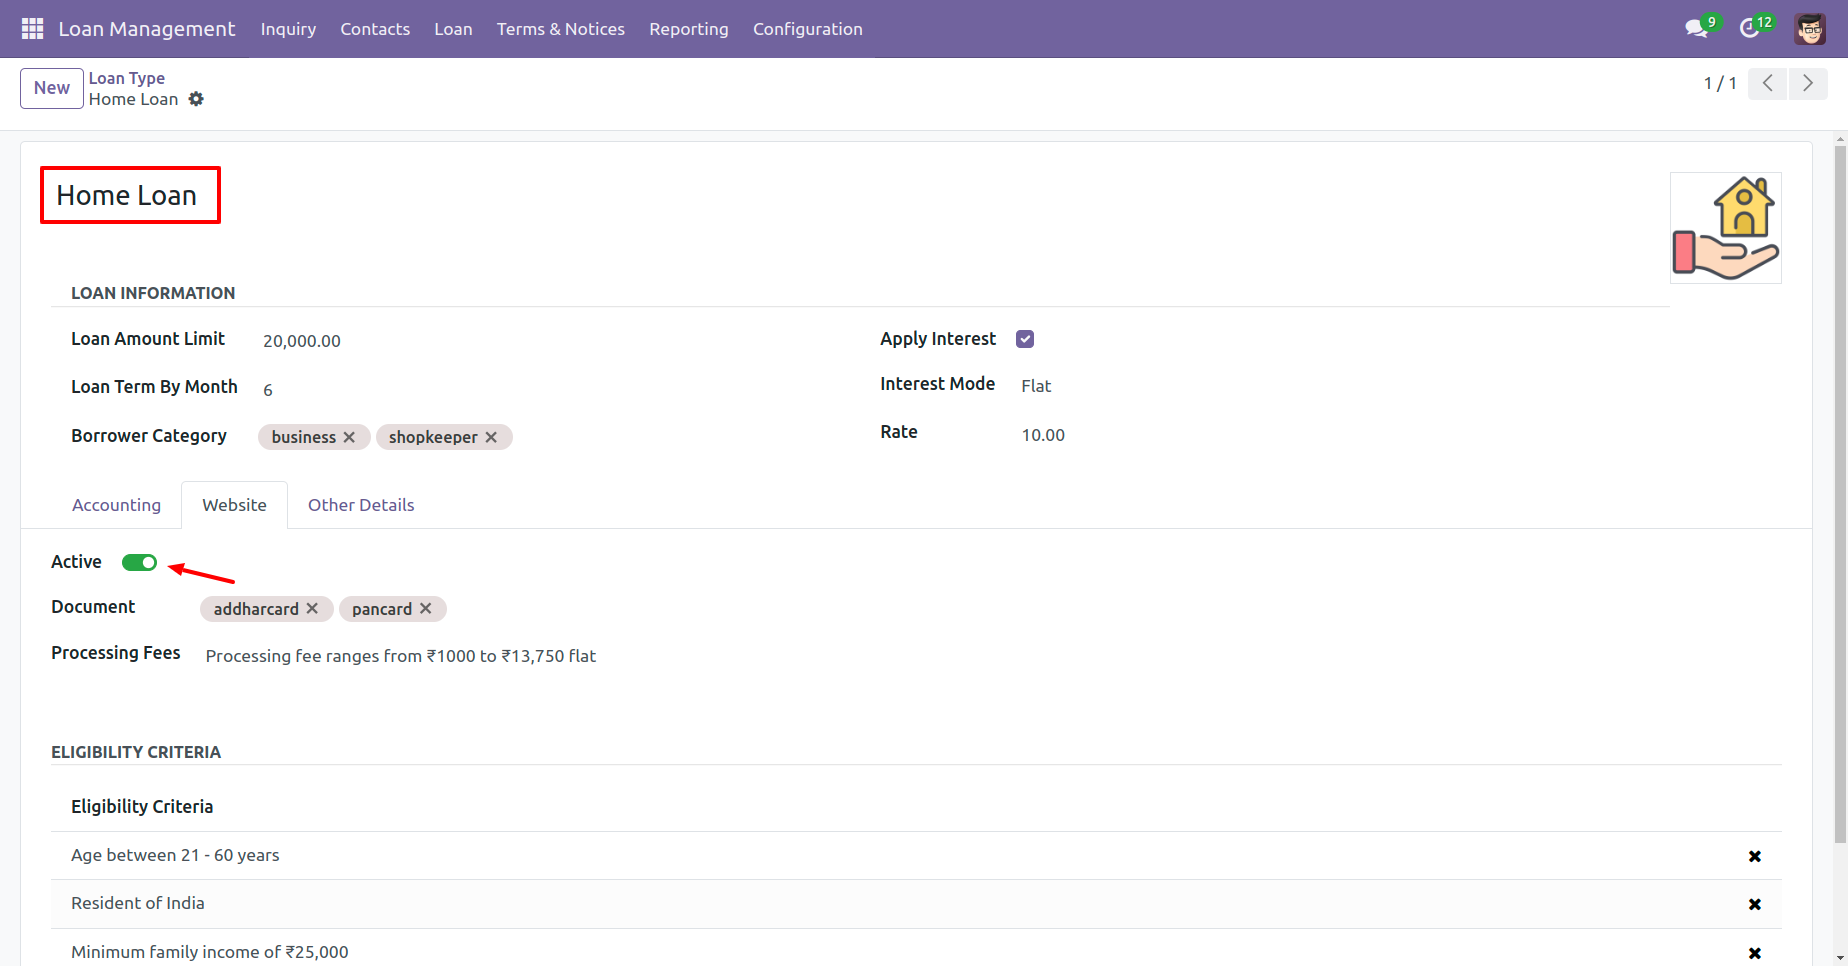 Loan Management Inquiry Contacts Loan Terms & Notices Reporting Configuration 9 12
New Loan Type
Home Loan
1 / 1
Home Loan
LOAN INFORMATION
Loan Amount Limit 20,000.00 Apply Interest
Loan Term By Month 6 Interest Mode Flat
Borrower Category business shopkeeper Rate 10.00
Accounting Website Other Details
Active
Document addharcard pancard
Processing Fees Processing fee ranges from ₹1000 to ₹13,750 flat
ELIGIBILITY CRITERIA
Eligibility Criteria
Age between 21 - 60 years
Resident of India
Minimum family income of ₹25,000